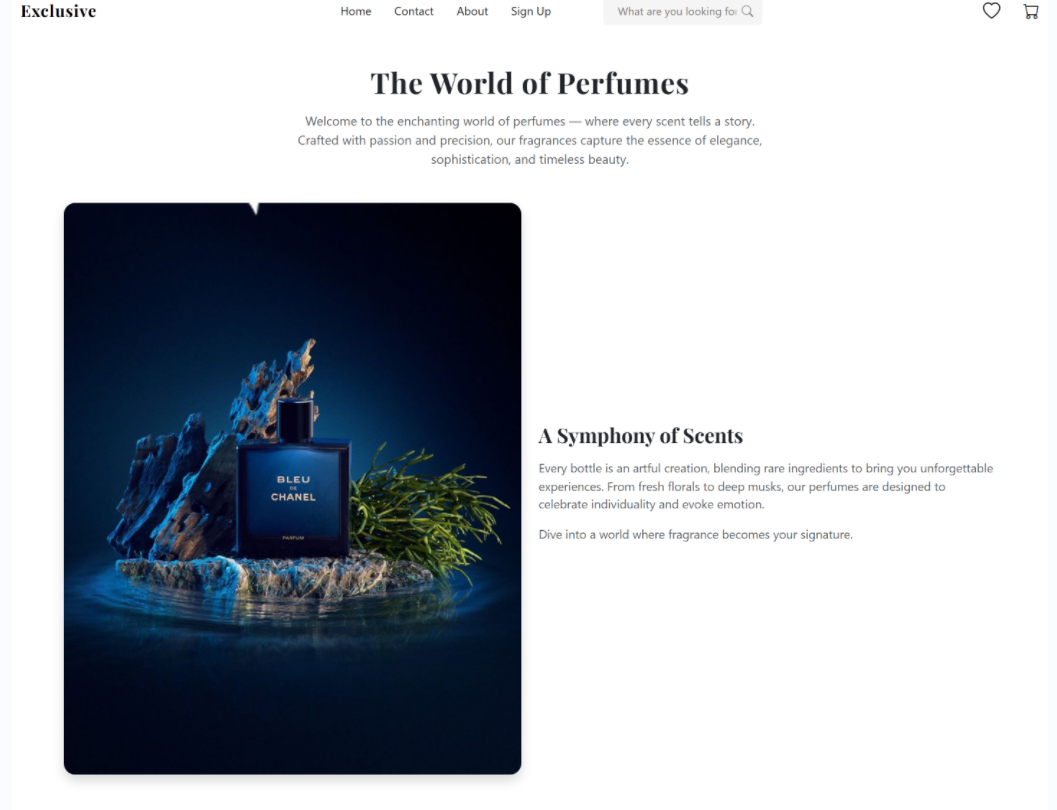 Exclusive
Home Contact About Sign Up
What are you looking for
The World of Perfumes
Welcome to the enchanting world of perfumes — where every scent tells a story.
Crafted with passion and precision, our fragrances capture the essence of elegance,
sophistication, and timeless beauty.
BLEU
DE
CHANEL
PARFUM
A Symphony of Scents
Every bottle is an artful creation, blending rare ingredients to bring you unforgettable
experiences. From fresh florals to deep musks, our perfumes are designed to
celebrate individuality and evoke emotion.
Dive into a world where fragrance becomes your signature.